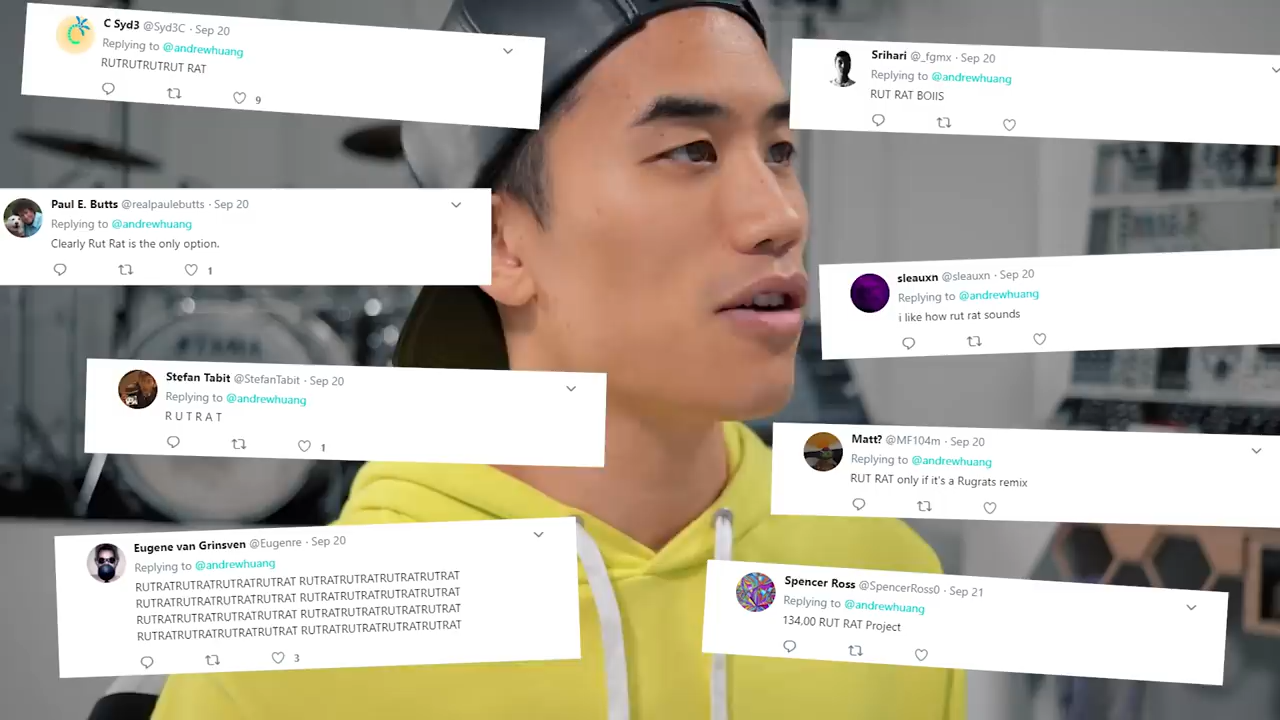 C Syd3 @Syd3C · Sep 20
Replying to @andrewhuang
RUTRUTRUTRUT RAT
9
Srihari @_fgmx · Sep 20
Replying to @andrewhuang
RUT RAT BOIIS
Paul E. Butts @realpaulebutts · Sep 20
Replying to @andrewhuang
Clearly Rut Rat is the only option.
1
sleauxn @sleauxn · Sep 20
Replying to @andrewhuang
i like how rut rat sounds
Stefan Tabit @StefanTabit · Sep 20
Replying to @andrewhuang
R U T R A T
1
Matt? @MF104m · Sep 20
Replying to @andrewhuang
RUT RAT only if it's a Rugrats remix
Eugene van Grinsven @Eugenre · Sep 20
Replying to @andrewhuang
RUTRATRUTRATRUTRATRUTRAT RUTRATRUTRATRUTRATRUTRAT
RUTRATRUTRATRUTRATRUTRAT RUTRATRUTRATRUTRATRUTRAT
RUTRATRUTRATRUTRATRUTRAT RUTRATRUTRATRUTRATRUTRAT
RUTRATRUTRATRUTRATRUTRAT RUTRATRUTRATRUTRATRUTRAT
3
Spencer Ross @SpencerRoss0 · Sep 21
Replying to @andrewhuang
134,00 RUT RAT Project
TAMA